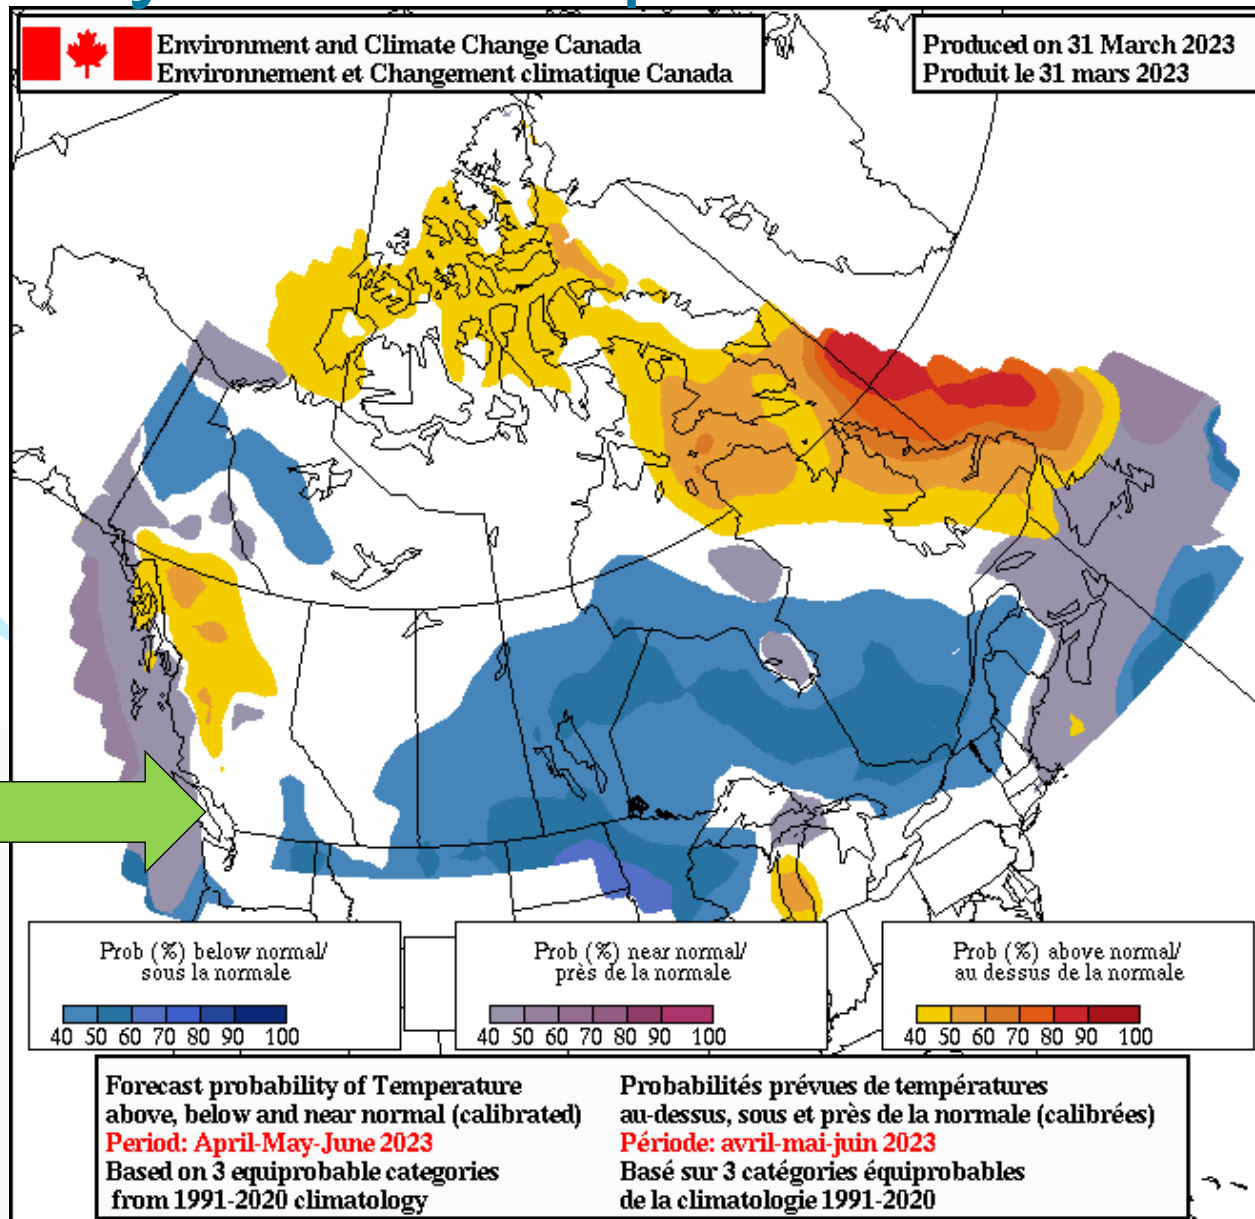 Environment and Climate Change Canada
Environnement et Changement climatique Canada
Produced on 31 March 2023
Produit le 31 mars 2023
Prob (%) below normal/
sous la normale
40 50 60 70 80 90 100
Prob (%) near normal/
près de la normale
40 50 60 70 80 90 100
Prob (%) above normal/
au dessus de la normale
40 50 60 70 80 90 100
Forecast probability of Temperature
above, below and near normal (calibrated)
Period: April-May-June 2023
Based on 3 equiprobable categories
from 1991-2020 climatology
Probabilités prévues de températures
au-dessus, sous et près de la normale (calibrées)
Période: avril-mai-juin 2023
Basé sur 3 catégories équiprobables
de la climatologie 1991-2020